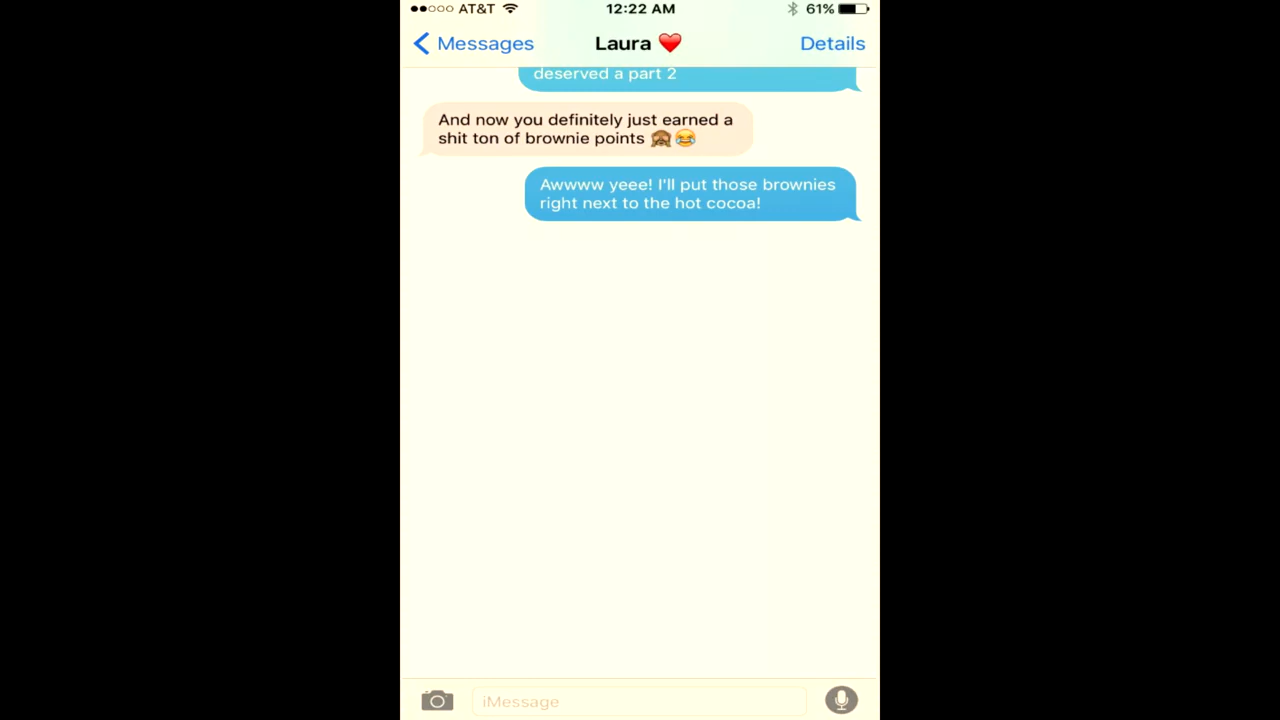 AT&T 12:22 AM 61%
Messages Laura ❤️ Details
deserved a part 2
And now you definitely just earned a
shit ton of brownie points 🙈😂
Awwww yeee! I'll put those brownies
right next to the hot cocoa!
iMessage